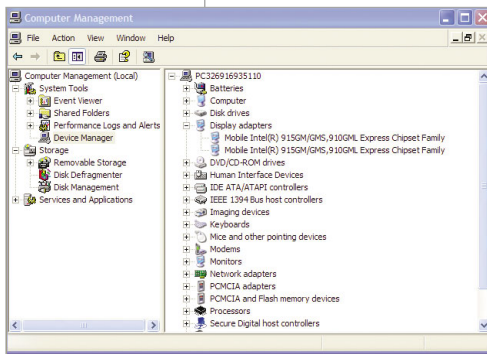 Computer Management
File Action View Window Help
Computer Management (Local)
System Tools
Event Viewer
Shared Folders
Performance Logs and Alerts
Device Manager
Storage
Removable Storage
Disk Defragmenter
Disk Management
Services and Applications
PC326916935110
Batteries
Computer
Disk drives
Display adapters
Mobile Intel(R) 915GM/GMS,910GML Express Chipset Family
Mobile Intel(R) 915GM/GMS,910GML Express Chipset Family
DVD/CD-ROM drives
Human Interface Devices
IDE ATA/ATAPI controllers
IEEE 1394 Bus host controllers
Imaging devices
Keyboards
Mice and other pointing devices
Modems
Monitors
Network adapters
PCMCIA adapters
PCMCIA and Flash memory devices
Processors
Secure Digital host controllers